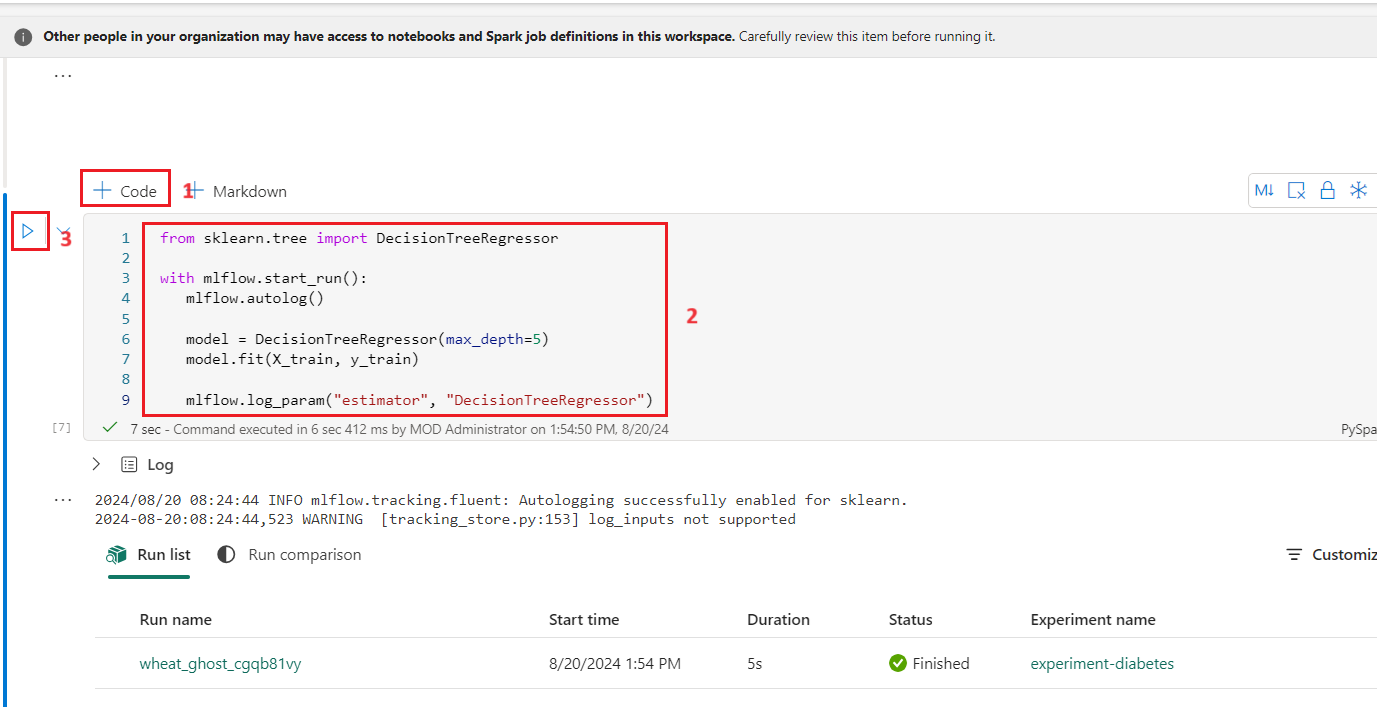 Other people in your organization may have access to notebooks and Spark job definitions in this workspace. Carefully review this item before running it.
...
+ Code 1 + Markdown M↓
3
1 from sklearn.tree import DecisionTreeRegressor
2
3 with mlflow.start_run():
4 mlflow.autolog()
5
2
6 model = DecisionTreeRegressor(max_depth=5)
7 model.fit(X_train, y_train)
8
9 mlflow.log_param("estimator", "DecisionTreeRegressor")
[7] 7 sec - Command executed in 6 sec 412 ms by MOD Administrator on 1:54:50 PM, 8/20/24 PySpa
Log
... 2024/08/20 08:24:44 INFO mlflow.tracking.fluent: Autologging successfully enabled for sklearn.
2024-08-20:08:24:44,523 WARNING [tracking_store.py:153] log_inputs not supported
Run list Run comparison Customiz
Run name Start time Duration Status Experiment name
wheat_ghost_cgqb81vy 8/20/2024 1:54 PM 5s Finished experiment-diabetes